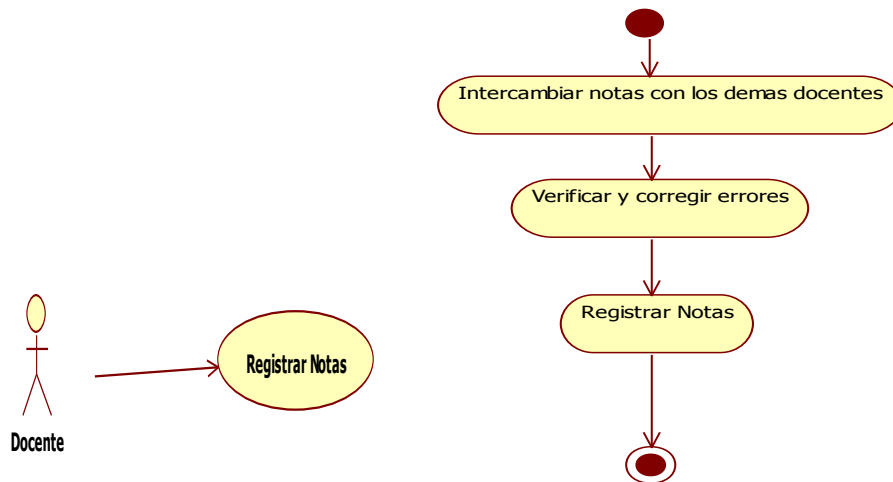 Intercambiar notas con los demas docentes
Verificar y corregir errores
Registrar Notas
Registrar Notas
Docente